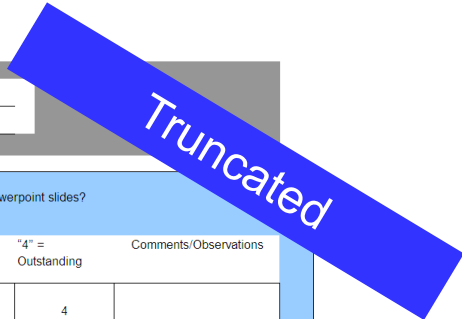 Truncated
werpoint slides?
"4" = Comments/Observations
Outstanding
4